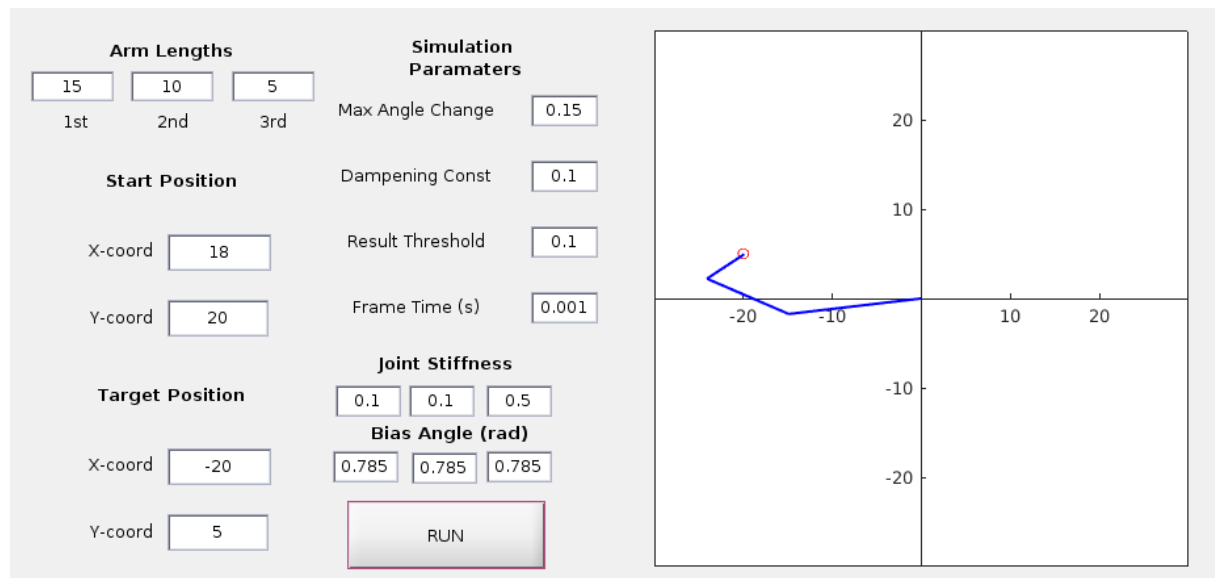 Arm Lengths
15 10 5
1st 2nd 3rd
Start Position
X-coord 18
Y-coord 20
Target Position
X-coord -20
Y-coord 5
Simulation
Paramaters
Max Angle Change 0.15
Dampening Const 0.1
Result Threshold 0.1
Frame Time (s) 0.001
Joint Stiffness
0.1 0.1 0.5
Bias Angle (rad)
0.785 0.785 0.785
RUN
20
10
-20 -10 10 20
-10
-20